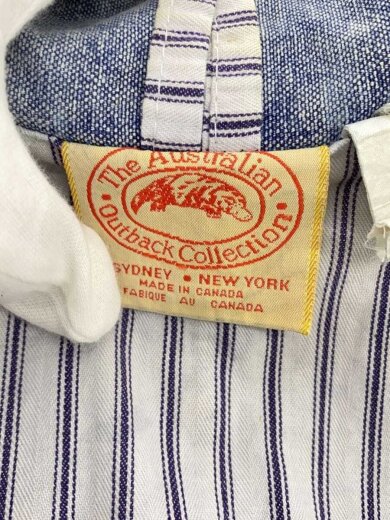 The Australian
Outback Collection
SYDNEY • NEW YORK
MADE IN CANADA
FABIQUE AU CANADA